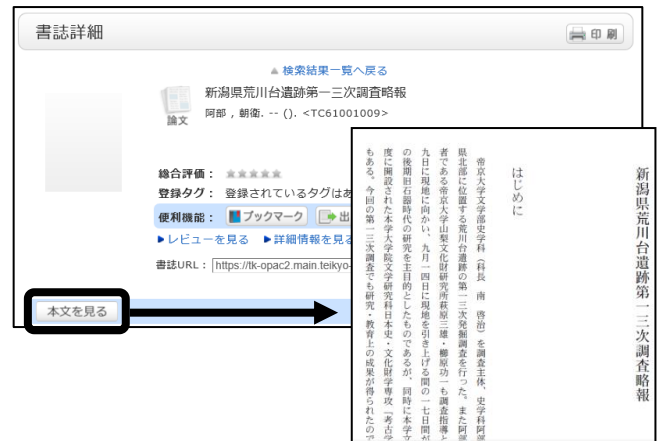 書誌詳細
印刷
▲検索結果一覧へ戻る
論文
新潟県荒川台遺跡第一三次調査略報
阿部 , 朝衛. -- (). <TC61001009>
総合評価： ★★★★★
登録タグ： 登録されているタグはあ
便利機能： ブックマーク 出
▶レビューを見る ▶詳細情報を見る
書誌URL： https://tk-opac2.main.teikyo-
本文を見る
新潟県荒川台遺跡第一三次調査略報
はじめに
帝京大学文学部史学科（科長 南 啓治）を調査主体、史学科阿部
県北部に位置する荒川台遺跡の第一三次発掘調査を行った。また阿部
者である帝京大学山梨文化財研究所萩原三雄・櫛原功一も調査指導と
九日に現地に向かい、九月一四日に現地を引き上げる間の一七日間が
の後期旧石器時代の研究を主目的としたものであるが、同時に本学文
度に開設された本学大学院文学研究科日本史・文化財学専攻「考古学
もある。今回の第一三次調査でも研究・教育上の成果が得られたので